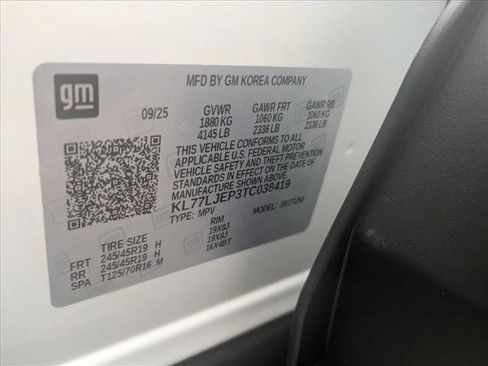 gm
MFD BY GM KOREA COMPANY
09/25 GVWR GAWR FRT GAWR RR
1880 KG 1060 KG 1060 KG
4145 LB 2336 LB 2336 LB
THIS VEHICLE CONFORMS TO ALL
APPLICABLE U.S. FEDERAL MOTOR
VEHICLE SAFETY AND THEFT PREVENTION
STANDARDS IN EFFECT ON THE DATE OF
MANUFACTURE SHOWN ABOVE.
KL77LJEP3TC038419
TYPE: MPV MODEL:
TIRE SIZE RIM
FRT 245/45R19 H 19X8J
RR 245/45R19 H 19X8J
SPA T125/70R16 M 16X4BT